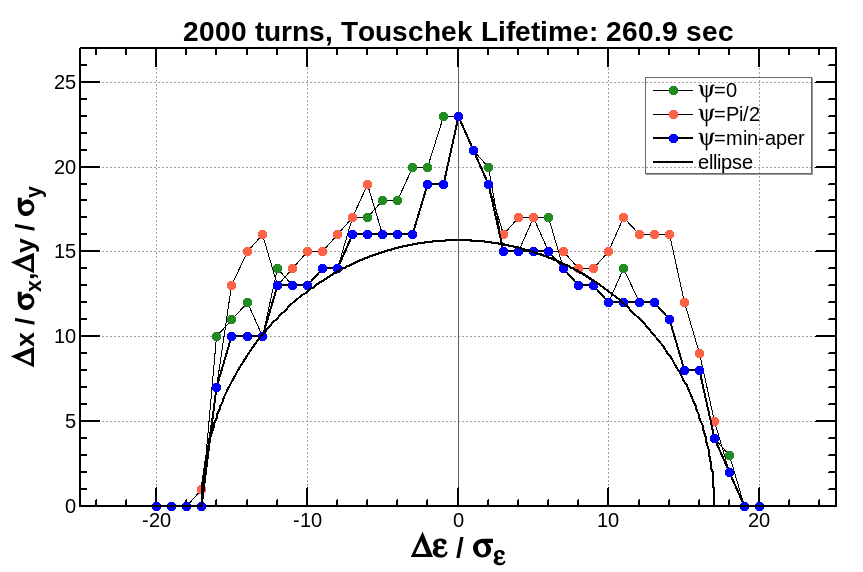 2000 turns, Touschek Lifetime: 260.9 sec
Δx / σx,Δy / σy
25
20
15
10
5
0
ψ=0
ψ=Pi/2
ψ=min-aper
ellipse
-20 -10 0 10 20
Δε / σε